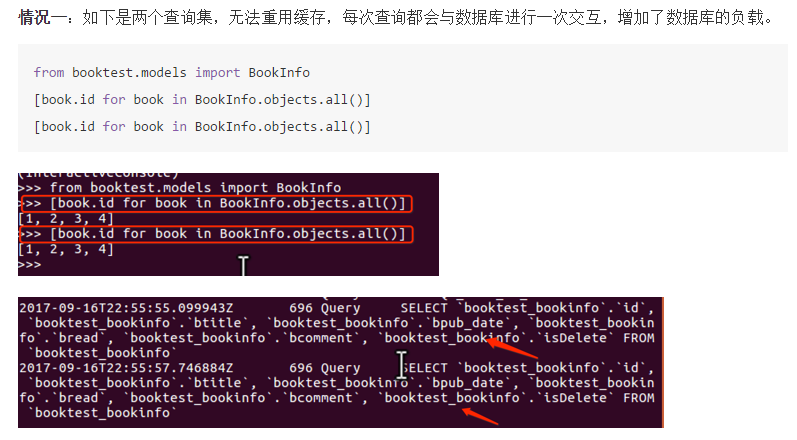 情况一：如下是两个查询集，无法重用缓存，每次查询都会与数据库进行一次交互，增加了数据库的负载。
from booktest.models import BookInfo
[book.id for book in BookInfo.objects.all()]
[book.id for book in BookInfo.objects.all()]
(InteractiveConsole)
>>> from booktest.models import BookInfo
>>> [book.id for book in BookInfo.objects.all()]
[1, 2, 3, 4]
>>> [book.id for book in BookInfo.objects.all()]
[1, 2, 3, 4]
>>>
2017-09-16T22:55:55.099943Z 696 Query SELECT `booktest_bookinfo`.`id`,
`booktest_bookinfo`.`btitle`, `booktest_bookinfo`.`bpub_date`, `booktest_bookin
fo`.`bread`, `booktest_bookinfo`.`bcomment`, `booktest_bookinfo`.`isDelete` FROM
`booktest_bookinfo`
2017-09-16T22:55:57.746884Z 696 Query SELECT `booktest_bookinfo`.`id`,
`booktest_bookinfo`.`btitle`, `booktest_bookinfo`.`bpub_date`, `booktest_bookin
fo`.`bread`, `booktest_bookinfo`.`bcomment`, `booktest_bookinfo`.`isDelete` FROM
`booktest_bookinfo`